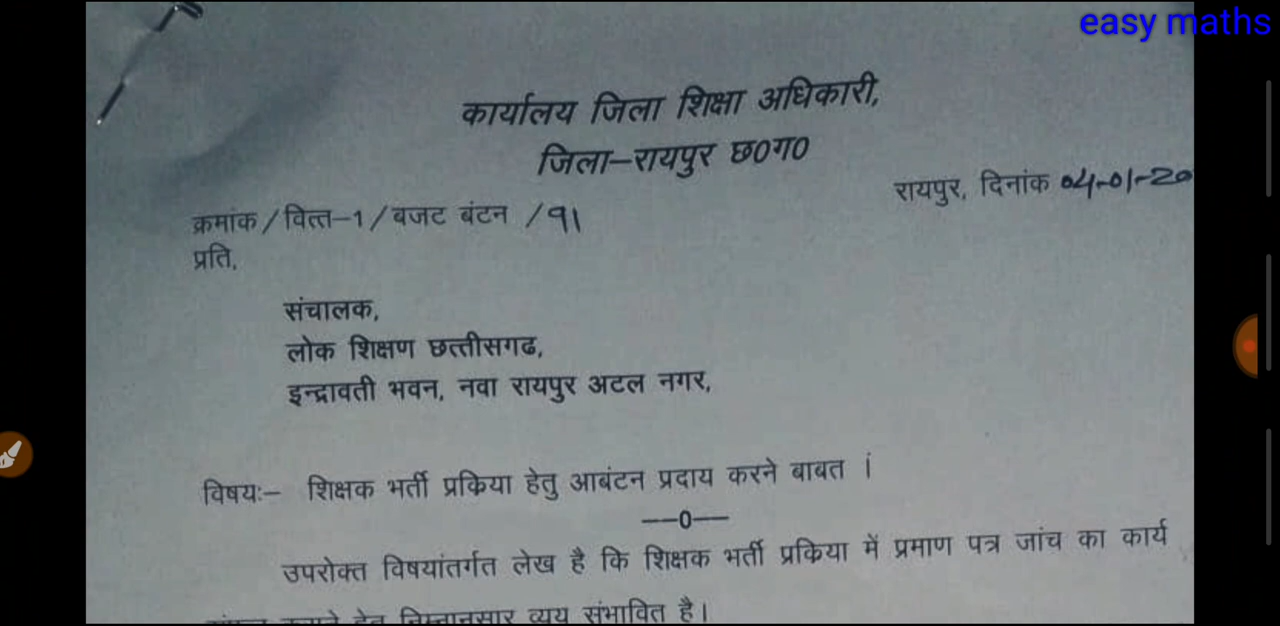 easy maths
कार्यालय जिला शिक्षा अधिकारी,
जिला–रायपुर छ0ग0
रायपुर, दिनांक 04-01-20
क्रमांक/वित्त–1/बजट बंटन /91
प्रति,
संचालक,
लोक शिक्षण छत्तीसगढ,
इन्द्रावती भवन, नवा रायपुर अटल नगर,
विषयः– शिक्षक भर्ती प्रकिया हेतु आबंटन प्रदाय करने बाबत ।
––0––
उपरोक्त विषयांतर्गत लेख है कि शिक्षक भर्ती प्रकिया में प्रमाण पत्र जांच का कार्य
हेतु निम्नानुसार व्यय संभावित है।